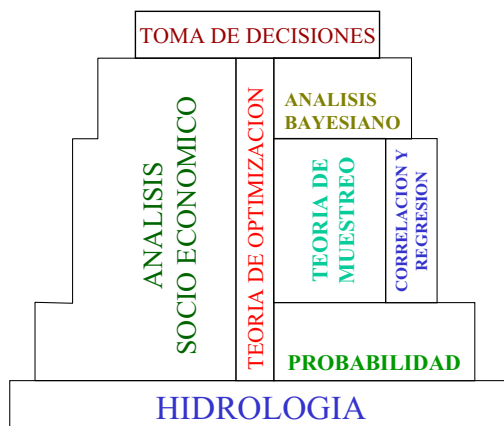 TOMA DE DECISIONES
ANALISIS
SOCIO ECONOMICO
TEORIA DE OPTIMIZACION
ANALISIS
BAYESIANO
TEORIA DE
MUESTREO
CORRELACION Y
REGRESION
PROBABILIDAD
HIDROLOGIA